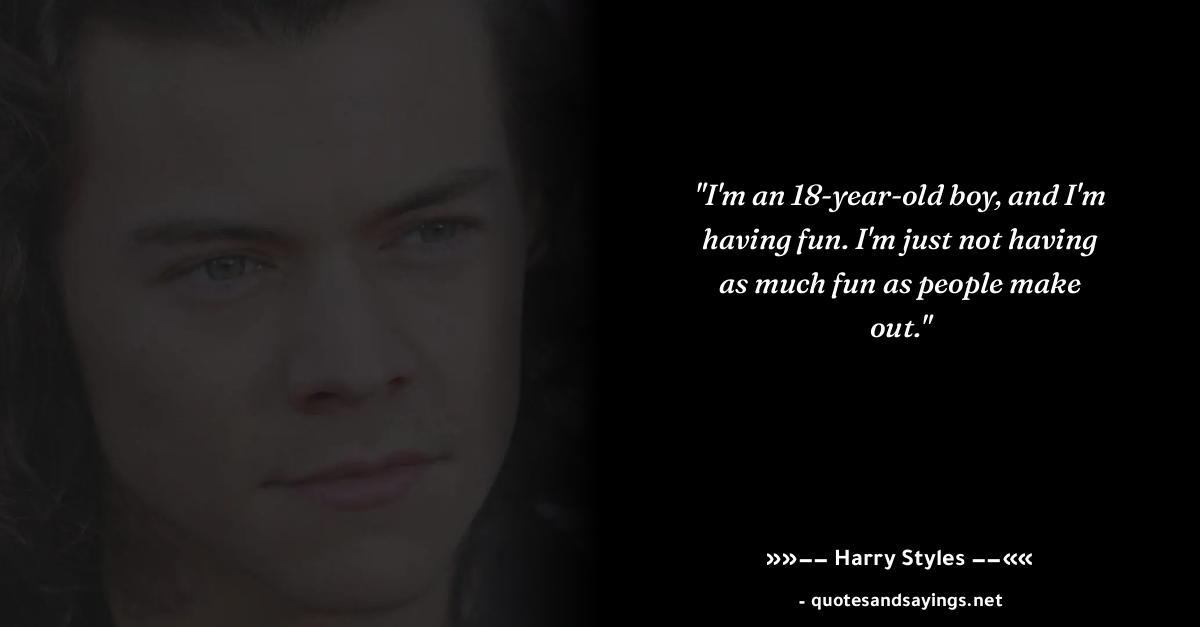 "I'm an 18-year-old boy, and I'm
having fun. I'm just not having
as much fun as people make
out."
»»–– Harry Styles ––««
- quotesandsayings.net